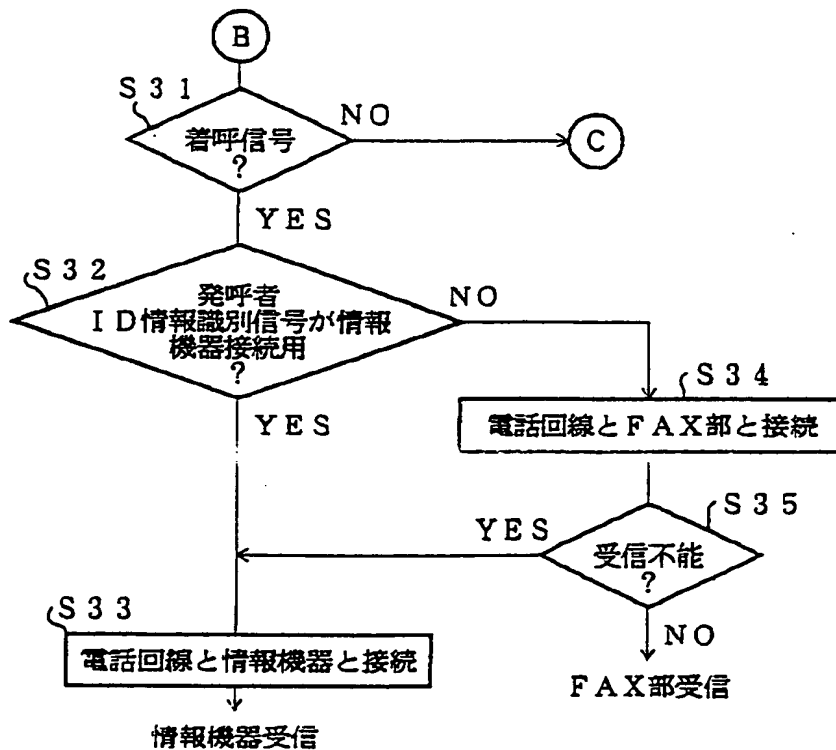 B
S31
着呼信号
?
NO
C
YES
S32
発呼者
ID情報識別信号が情報
機器接続用
?
NO
YES
S34
電話回線とFAX部と接続
S35
受信不能
?
YES
NO
FAX部受信
S33
電話回線と情報機器と接続
情報機器受信